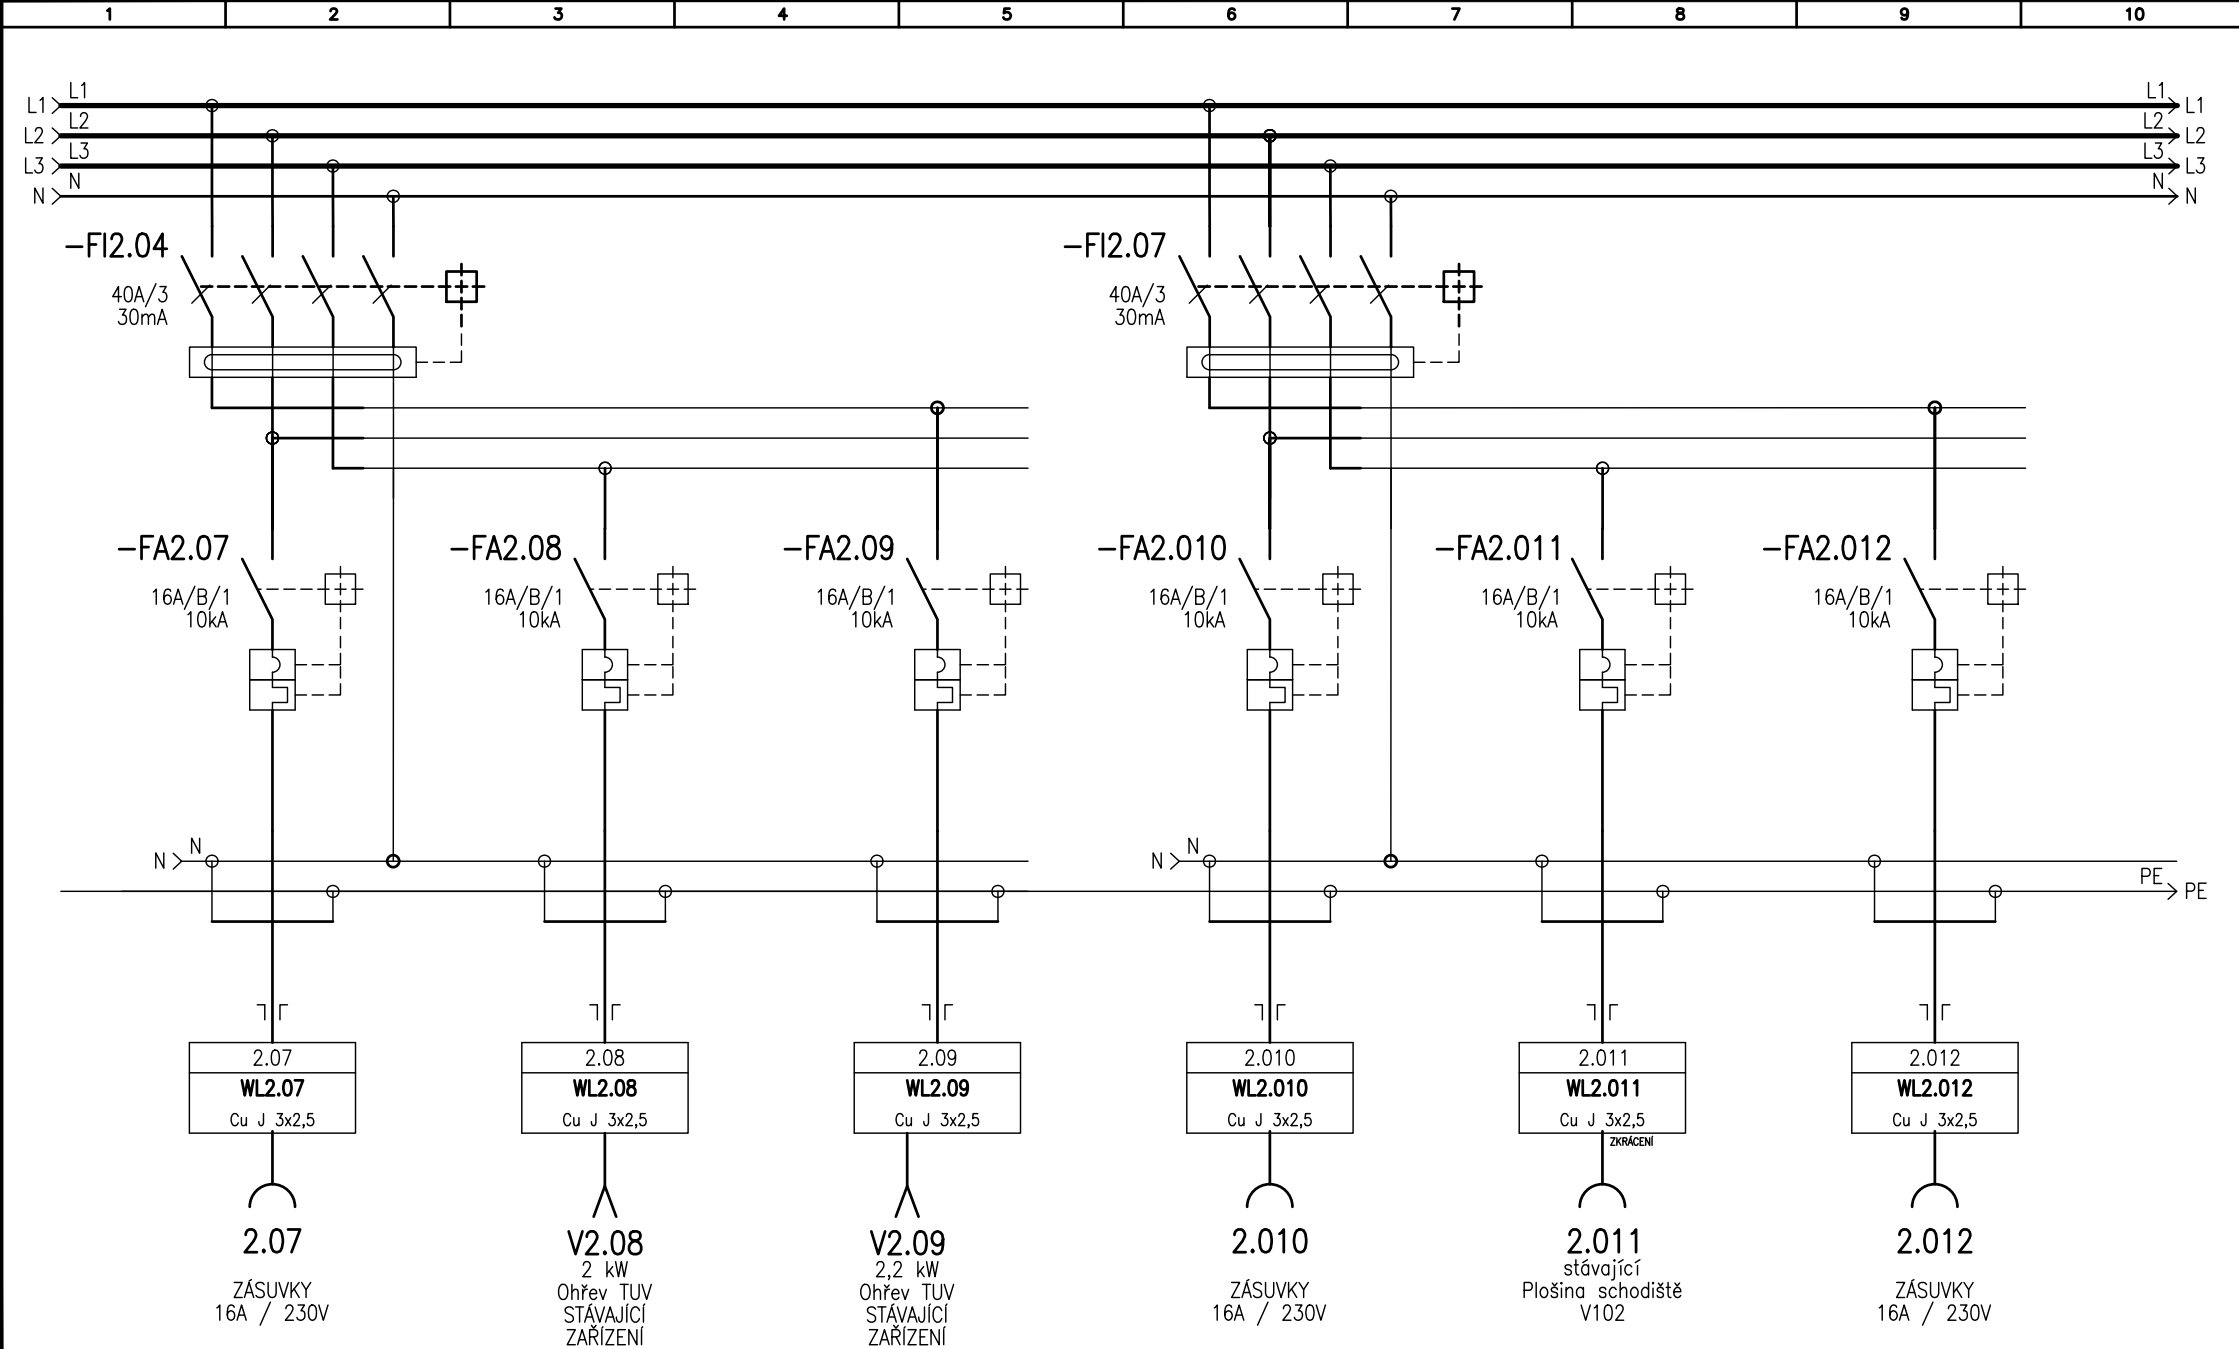 1 2 3 4 5 6 7 8 9 10
L1 L1 L1 L1
L2 L2 L2 L2
L3 L3 L3 L3
N N N N
-FI2.04 -FI2.07
40A/3 40A/3
30mA 30mA
-FA2.07 -FA2.08 -FA2.09 -FA2.010 -FA2.011 -FA2.012
16A/B/1 16A/B/1 16A/B/1 16A/B/1 16A/B/1 16A/B/1
10kA 10kA 10kA 10kA 10kA 10kA
N N N N
PE PE
2.07 2.08 2.09 2.010 2.011 2.012
WL2.07 WL2.08 WL2.09 WL2.010 WL2.011 WL2.012
Cu J 3x2,5 Cu J 3x2,5 Cu J 3x2,5 Cu J 3x2,5 Cu J 3x2,5 Cu J 3x2,5
ZKRÁCENÍ
2.07
ZÁSUVKY
16A / 230V
V2.08
2 kW
Ohřev TUV
STÁVAJÍCÍ
ZAŘÍZENÍ
V2.09
2,2 kW
Ohřev TUV
STÁVAJÍCÍ
ZAŘÍZENÍ
2.010
ZÁSUVKY
16A / 230V
2.011
stávající
Plošina schodiště
V102
2.012
ZÁSUVKY
16A / 230V